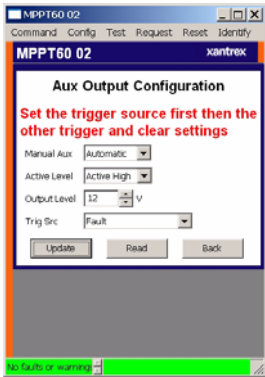 MPPT60 02
Command Config Test Request Reset Identify
MPPT60 02 xantrex
Aux Output Configuration
Set the trigger source first then the
other trigger and clear settings
Manual Aux Automatic
Active Level Active High
Output Level 12 V
Trig Src Fault
Update Read Back
No faults or warnings